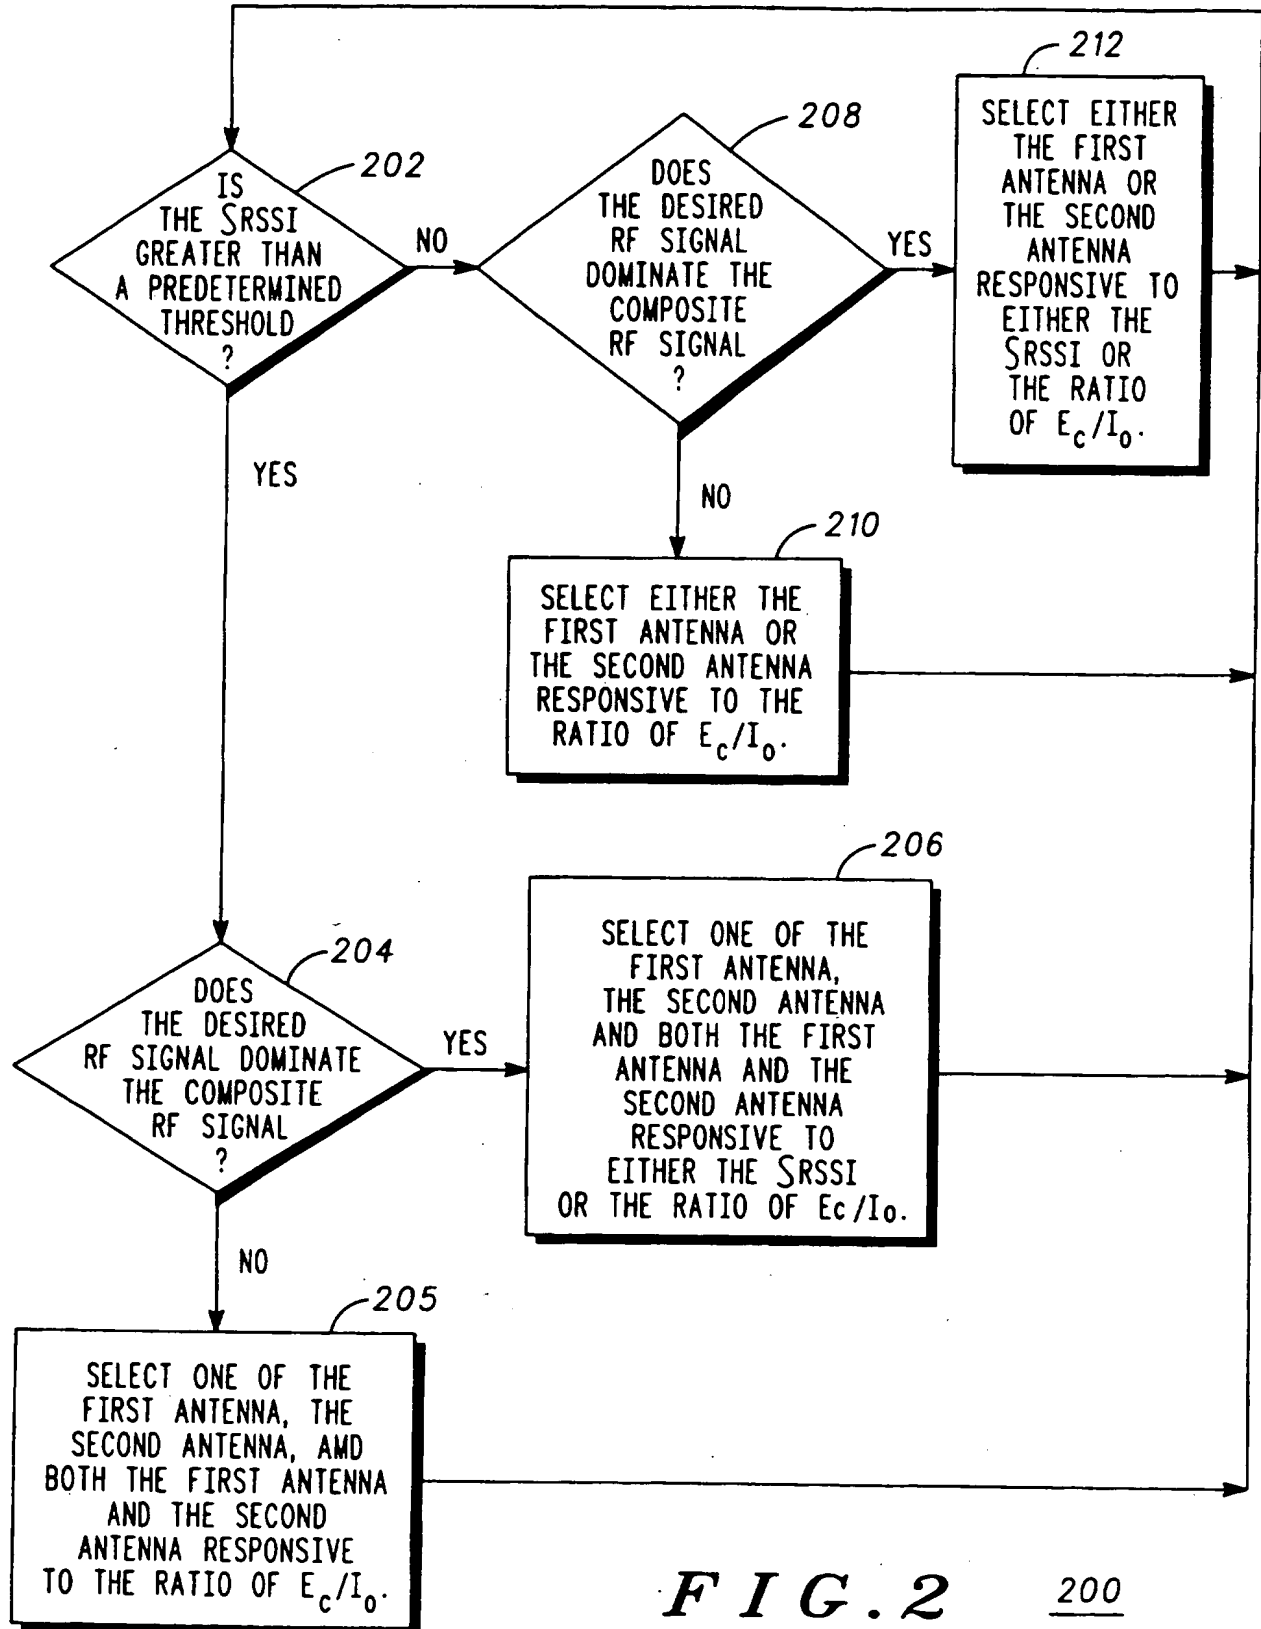 202
IS
THE SRSSI
GREATER THAN
A PREDETERMINED
THRESHOLD
?
NO
YES
208
DOES
THE DESIRED
RF SIGNAL
DOMINATE THE
COMPOSITE
RF SIGNAL
?
YES
NO
212
SELECT EITHER
THE FIRST
ANTENNA OR
THE SECOND
ANTENNA
RESPONSIVE TO
EITHER THE
SRSSI OR
THE RATIO
OF Ec/Io.
210
SELECT EITHER THE
FIRST ANTENNA OR
THE SECOND ANTENNA
RESPONSIVE TO THE
RATIO OF Ec/Io.
204
DOES
THE DESIRED
RF SIGNAL DOMINATE
THE COMPOSITE
RF SIGNAL
?
YES
NO
206
SELECT ONE OF THE
FIRST ANTENNA,
THE SECOND ANTENNA
AND BOTH THE FIRST
ANTENNA AND THE
SECOND ANTENNA
RESPONSIVE TO
EITHER THE SRSSI
OR THE RATIO OF Ec/Io.
205
SELECT ONE OF THE
FIRST ANTENNA, THE
SECOND ANTENNA, AMD
BOTH THE FIRST ANTENNA
AND THE SECOND
ANTENNA RESPONSIVE
TO THE RATIO OF Ec/Io.
FIG.2 200